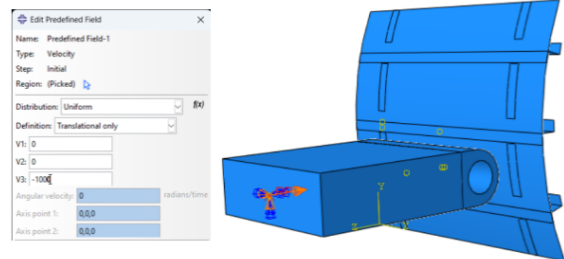 Edit Predefined Field
Name: Predefined Field-1
Type: Velocity
Step: Initial
Region: (Picked)
Distribution: Uniform f(x)
Definition: Translational only
V1: 0
V2: 0
V3: -1000
Angular velocity: 0 radians/time
Axis point 1: 0,0,0
Axis point 2: 0,0,0
Y
Z X